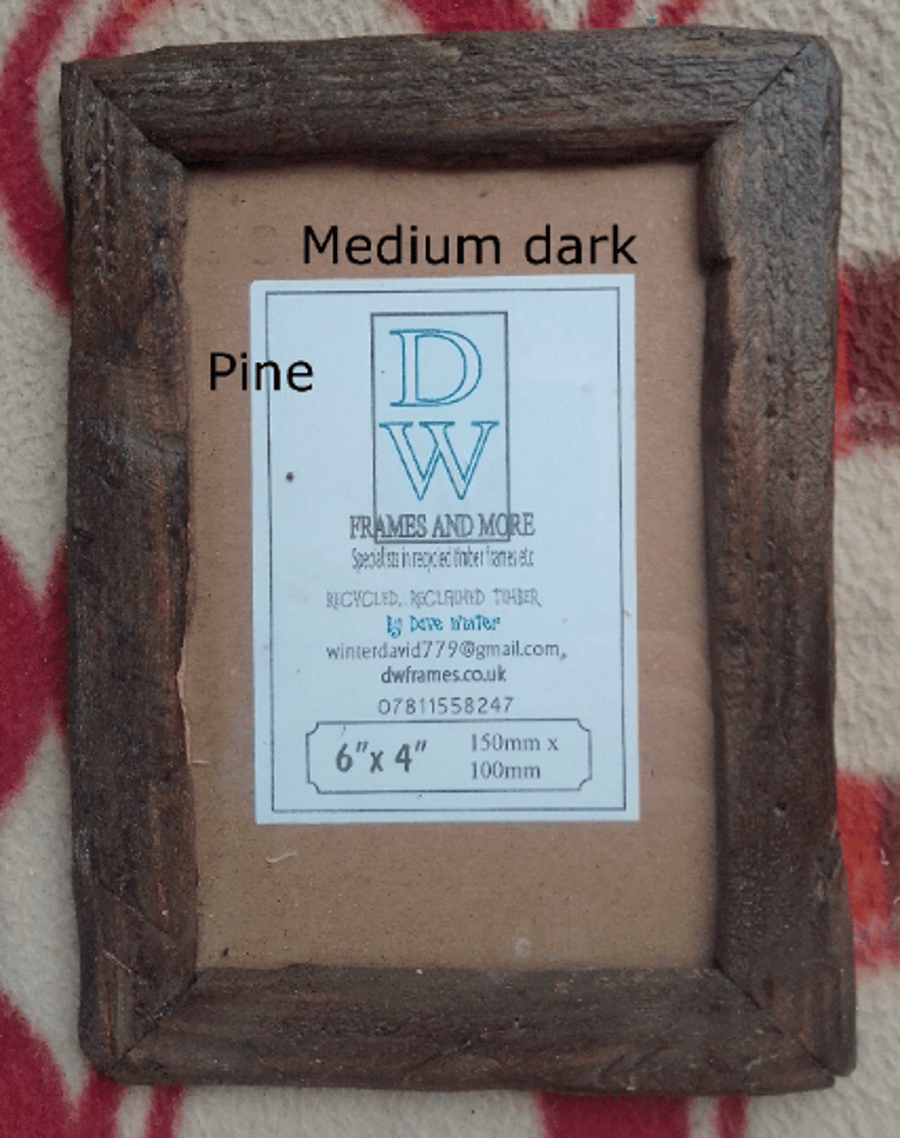 Medium dark
Pine
D
W
FRAMES AND MORE
Specialists in recycled timber frames etc
RECYCLED, RECLAIMED TIMBER
By Dave Winter
winterdavid779@gmail.com,
dwframes.co.uk
07811558247
6"x 4"
150mm x
100mm